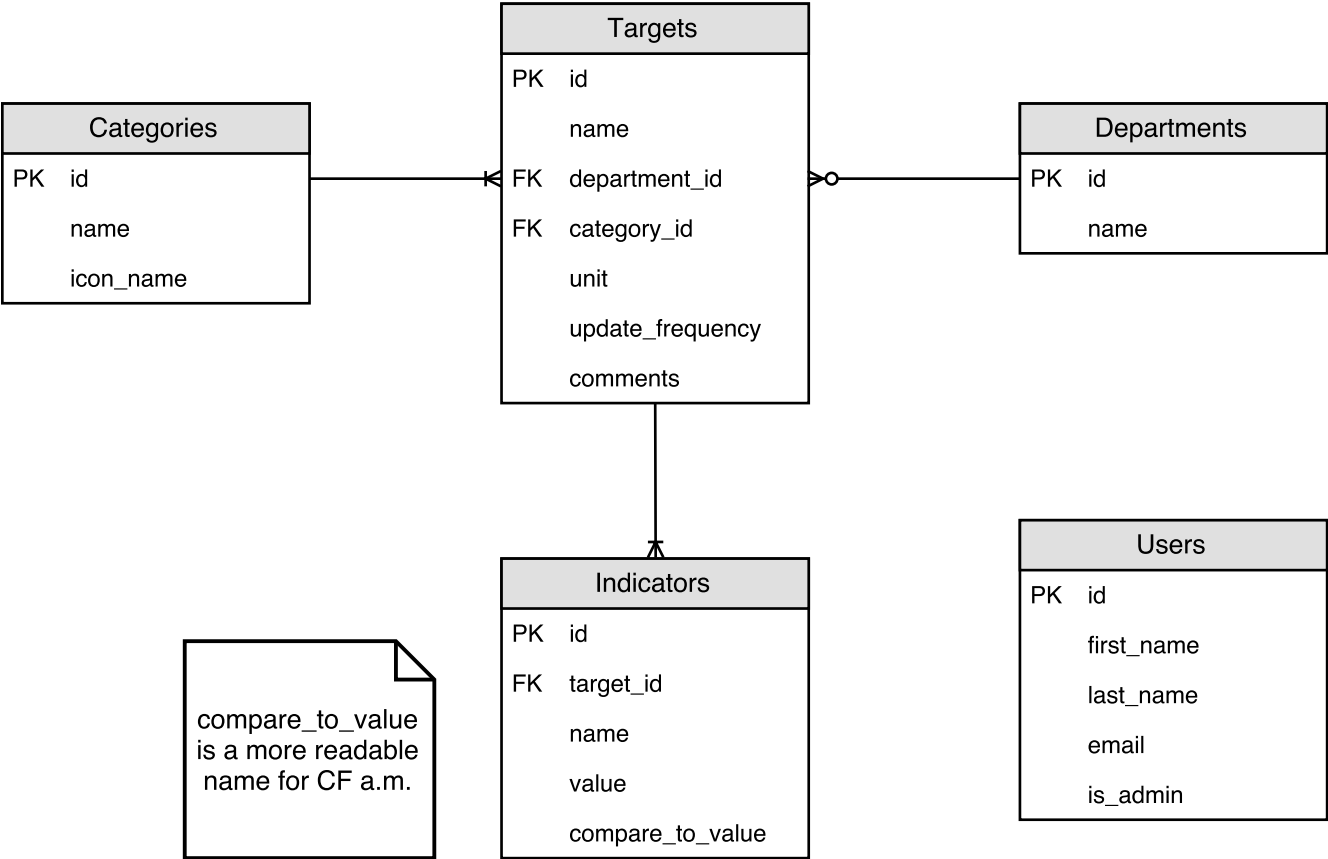 Targets
PK id
name
FK department_id
FK category_id
unit
update_frequency
comments
Categories
PK id
name
icon_name
Departments
PK id
name
Indicators
PK id
FK target_id
name
value
compare_to_value
Users
PK id
first_name
last_name
email
is_admin
compare_to_value
is a more readable
name for CF a.m.